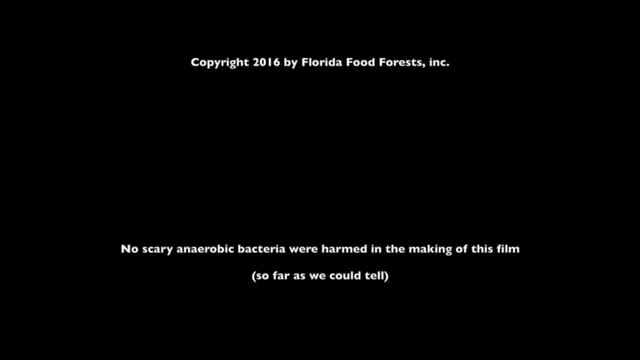 Copyright 2016 by Florida Food Forests, inc.
No scary anaerobic bacteria were harmed in the making of this film
(so far as we could tell)